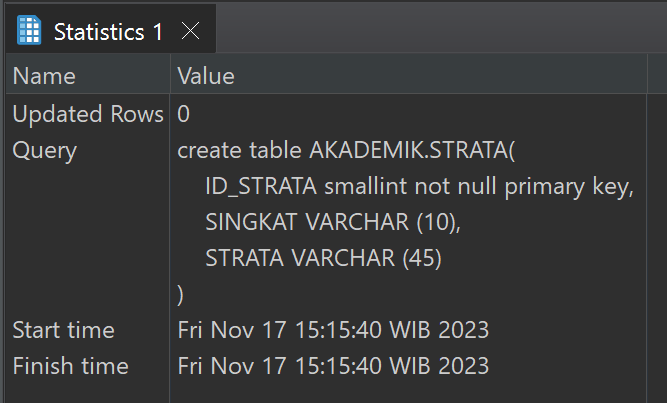 Statistics 1
Name Value
Updated Rows 0
Query create table AKADEMIK.STRATA(
ID_STRATA smallint not null primary key,
SINGKAT VARCHAR (10),
STRATA VARCHAR (45)
)
Start time Fri Nov 17 15:15:40 WIB 2023
Finish time Fri Nov 17 15:15:40 WIB 2023